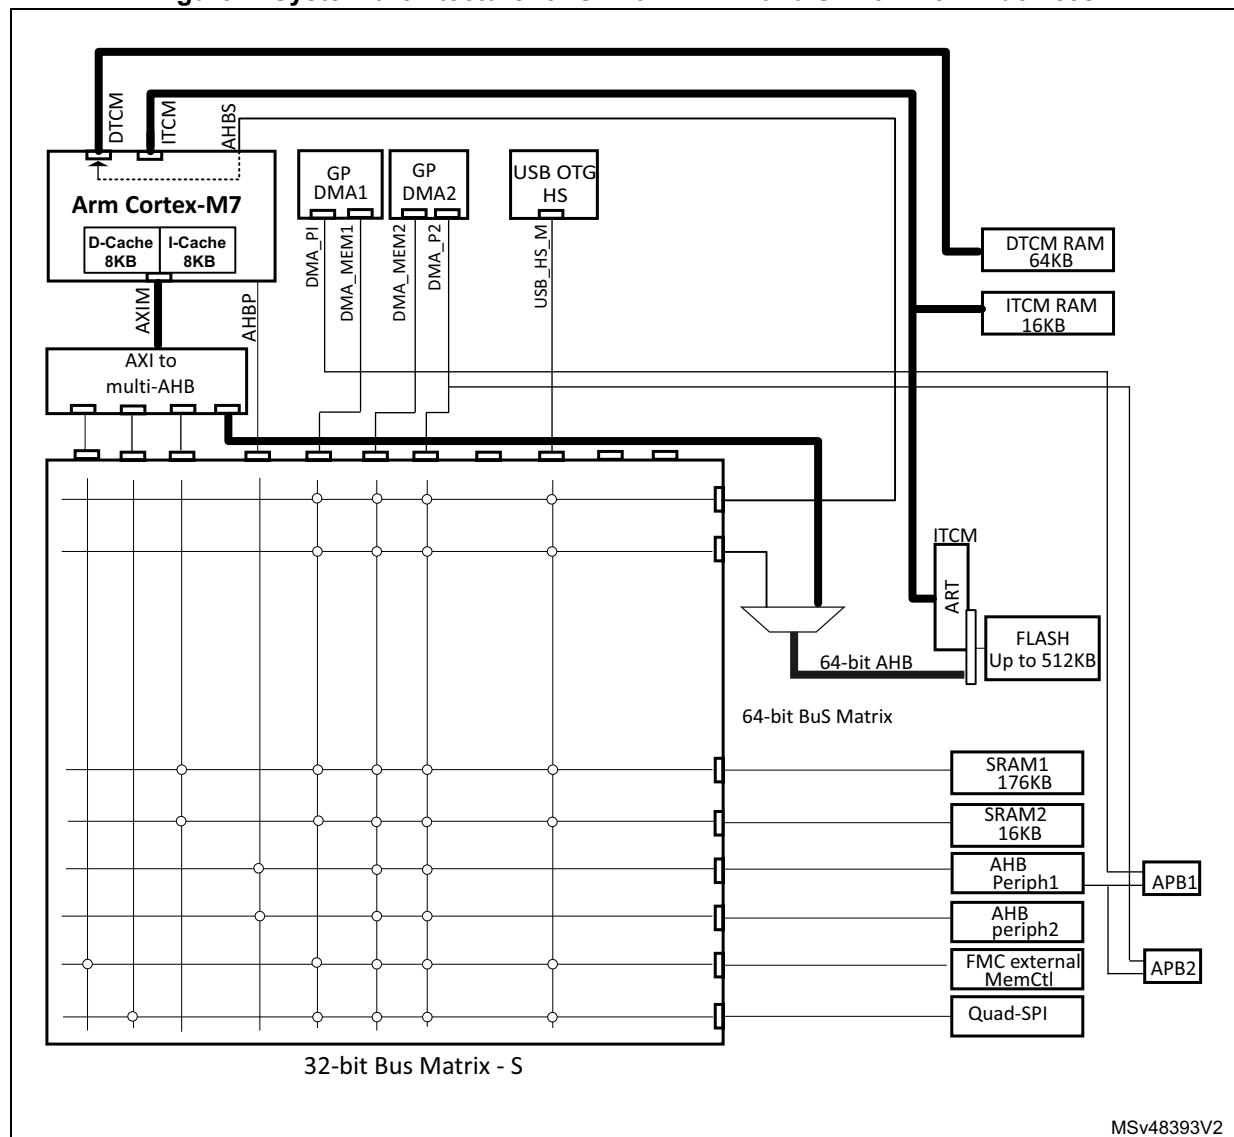 DTCM
ITCM
AHBS
Arm Cortex-M7
D-Cache
8KB
I-Cache
8KB
GP
DMA1
GP
DMA2
USB OTG
HS
DMA_PI
DMA_MEM1
DMA_MEM2
DMA_P2
USB_HS_M
AXIM
AHBP
DTCM RAM
64KB
ITCM RAM
16KB
AXI to
multi-AHB
ITCM
ART
FLASH
Up to 512KB
64-bit AHB
64-bit BuS Matrix
SRAM1
176KB
SRAM2
16KB
AHB
Periph1
APB1
AHB
periph2
FMC external
MemCtl
APB2
Quad-SPI
32-bit Bus Matrix - S
MSv48393V2